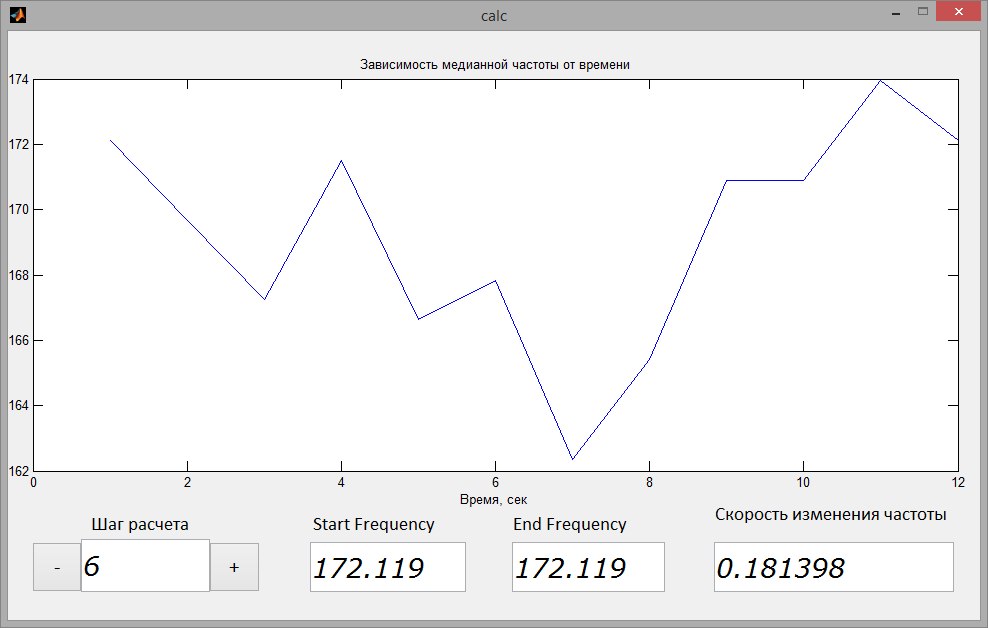 calc
Зависимость медианной частоты от времени
174
172
170
168
166
164
162
0 2 4 6 8 10 12
Время, сек
Шаг расчета Start Frequency End Frequency Скорость изменения частоты
- 6 + 172.119 172.119 0.181398